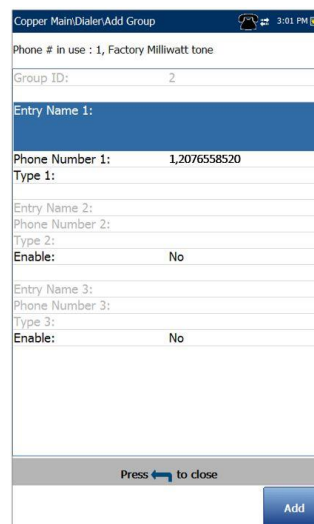 Copper Main\Dialer\Add Group 3:01 PM
Phone # in use : 1, Factory Milliwatt tone
Group ID: 2
Entry Name 1:
Phone Number 1: 1,2076558520
Type 1:
Entry Name 2:
Phone Number 2:
Type 2:
Enable: No
Entry Name 3:
Phone Number 3:
Type 3:
Enable: No
Press to close
Add